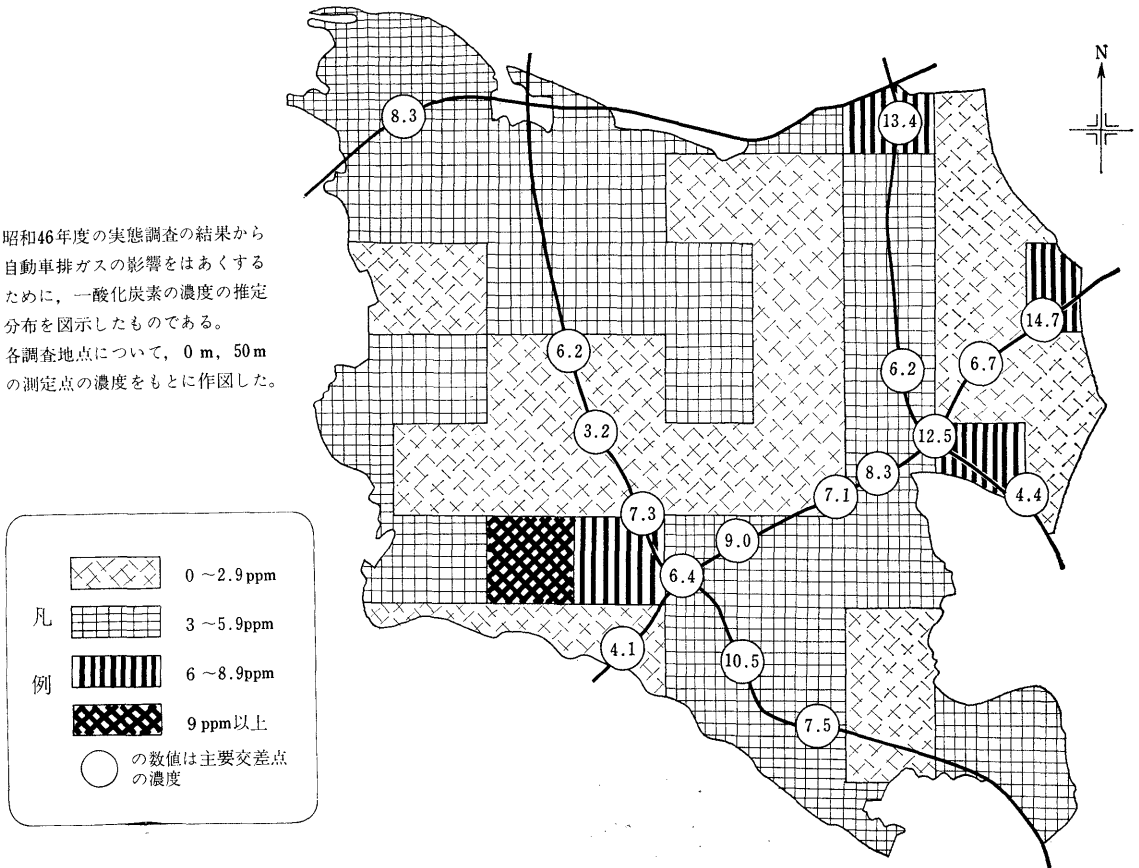 N
8.3
13.4
昭和46年度の実態調査の結果から
自動車排ガスの影響をはあくする
ために，一酸化炭素の濃度の推定
分布を図示したものである。
各調査地点について，0 m，50m
の測定点の濃度をもとに作図した。
14.7
6.2
6.2
6.7
3.2
12.5
8.3
7.1
4.4
7.3
9.0
6.4
4.1
10.5
7.5
凡例
0 ～2.9ppm
3 ～5.9ppm
6 ～8.9ppm
9 ppm以上
の数値は主要交差点
の濃度